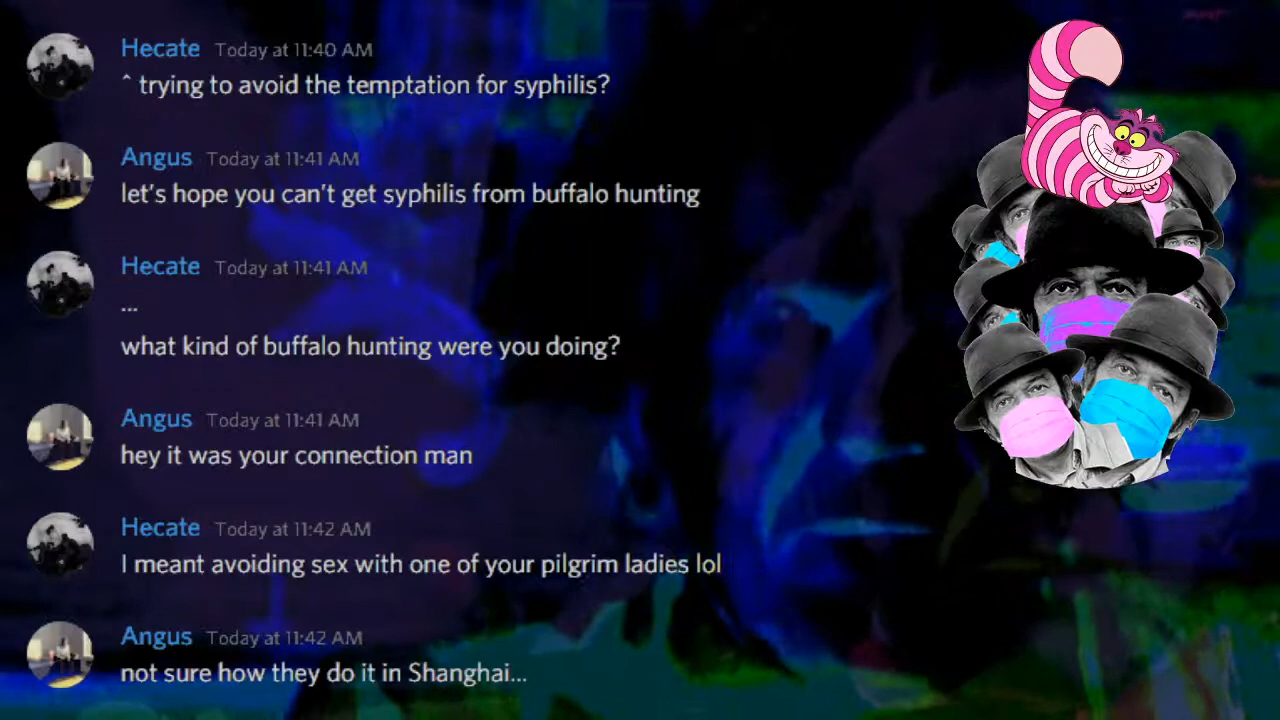 Hecate Today at 11:40 AM
^ trying to avoid the temptation for syphilis?
Angus Today at 11:41 AM
let's hope you can't get syphilis from buffalo hunting
Hecate Today at 11:41 AM
...
what kind of buffalo hunting were you doing?
Angus Today at 11:41 AM
hey it was your connection man
Hecate Today at 11:42 AM
I meant avoiding sex with one of your pilgrim ladies lol
Angus Today at 11:42 AM
not sure how they do it in Shanghai...